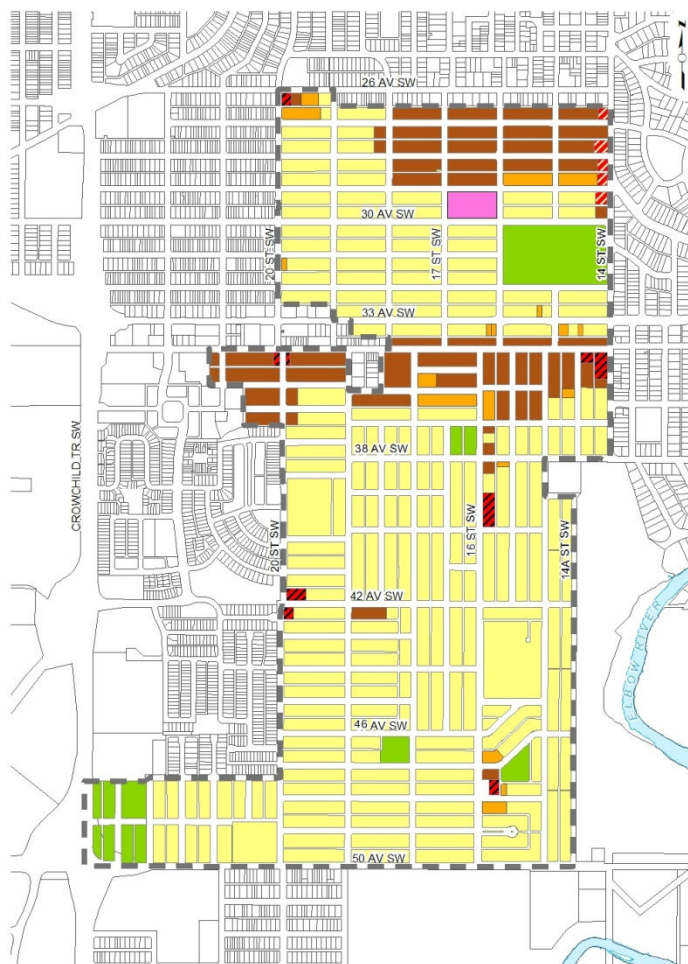 26 AV SW
30 AV SW
20 ST SW
17 ST SW
14 ST SW
33 AV SW
CROWCHILD TR SW
38 AV SW
20 ST SW
16 ST SW
14A ST SW
42 AV SW
ELBOW RIVER
46 AV SW
50 AV SW